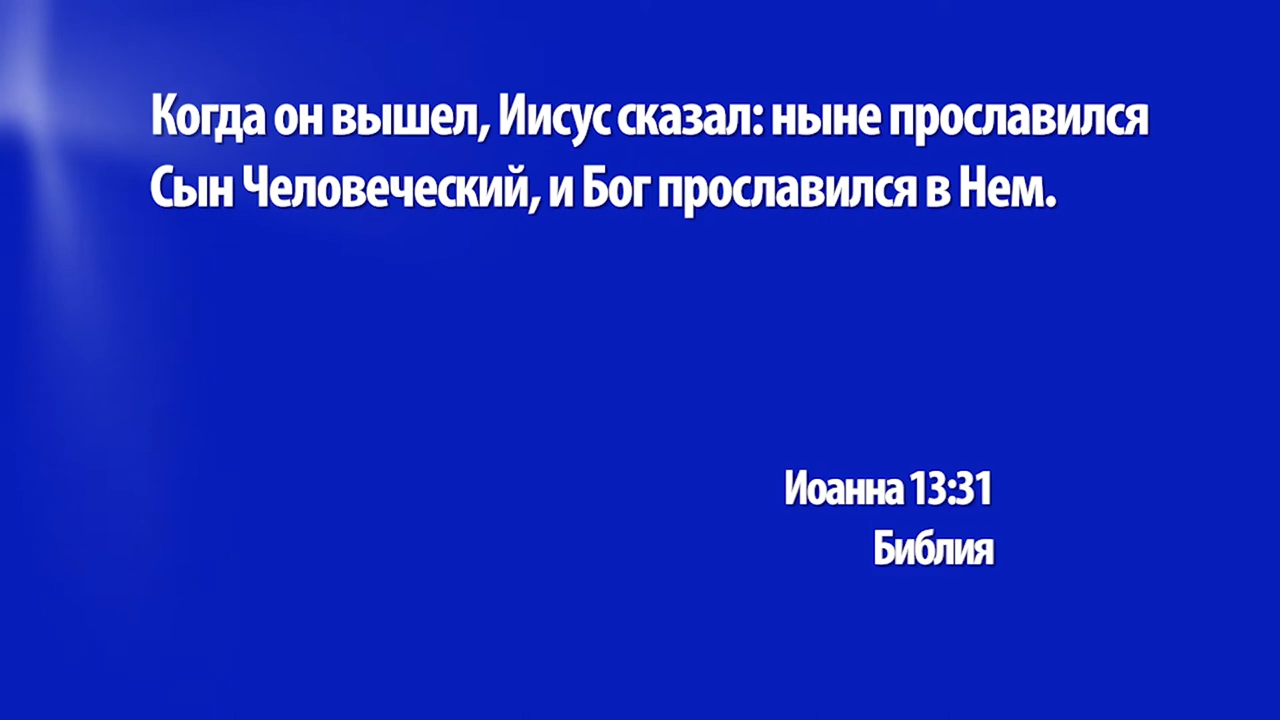 Когда он вышел, Иисус сказал: ныне прославился
Сын Человеческий, и Бог прославился в Нем.
Иоанна 13:31
Библия